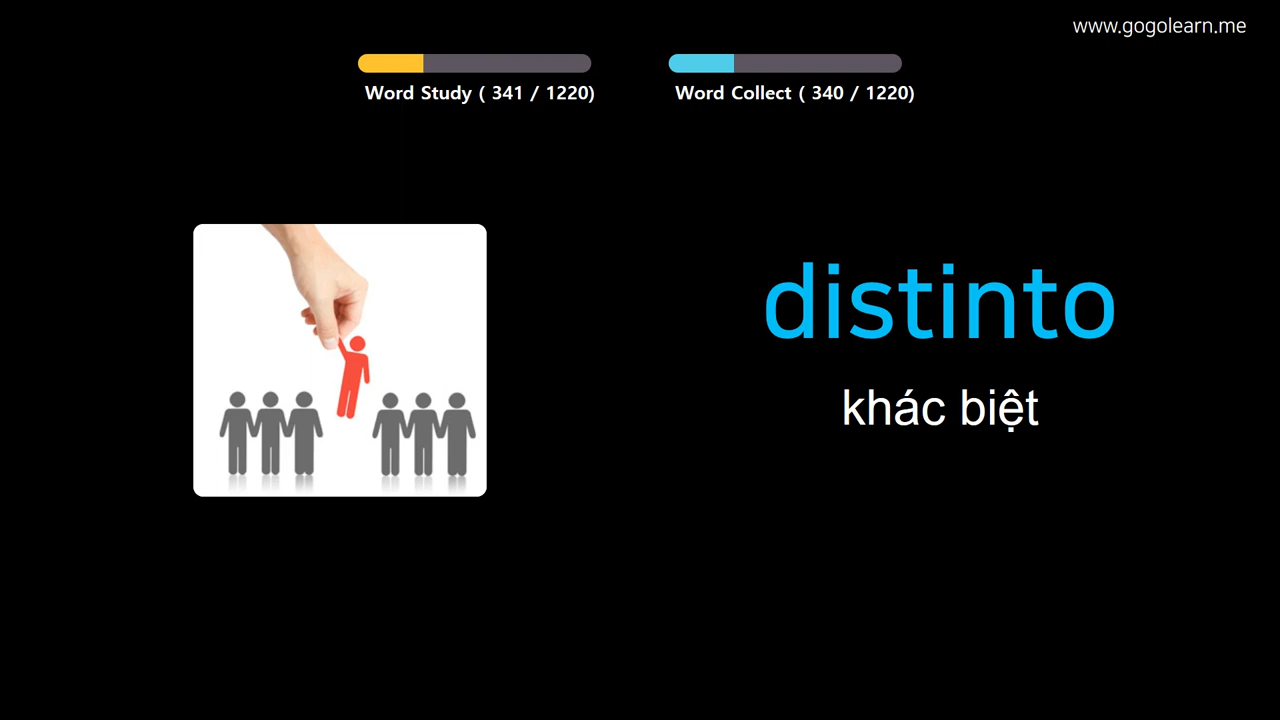 www.gogolearn.me
Word Study ( 341 / 1220)
Word Collect ( 340 / 1220)
distinto
khác biệt